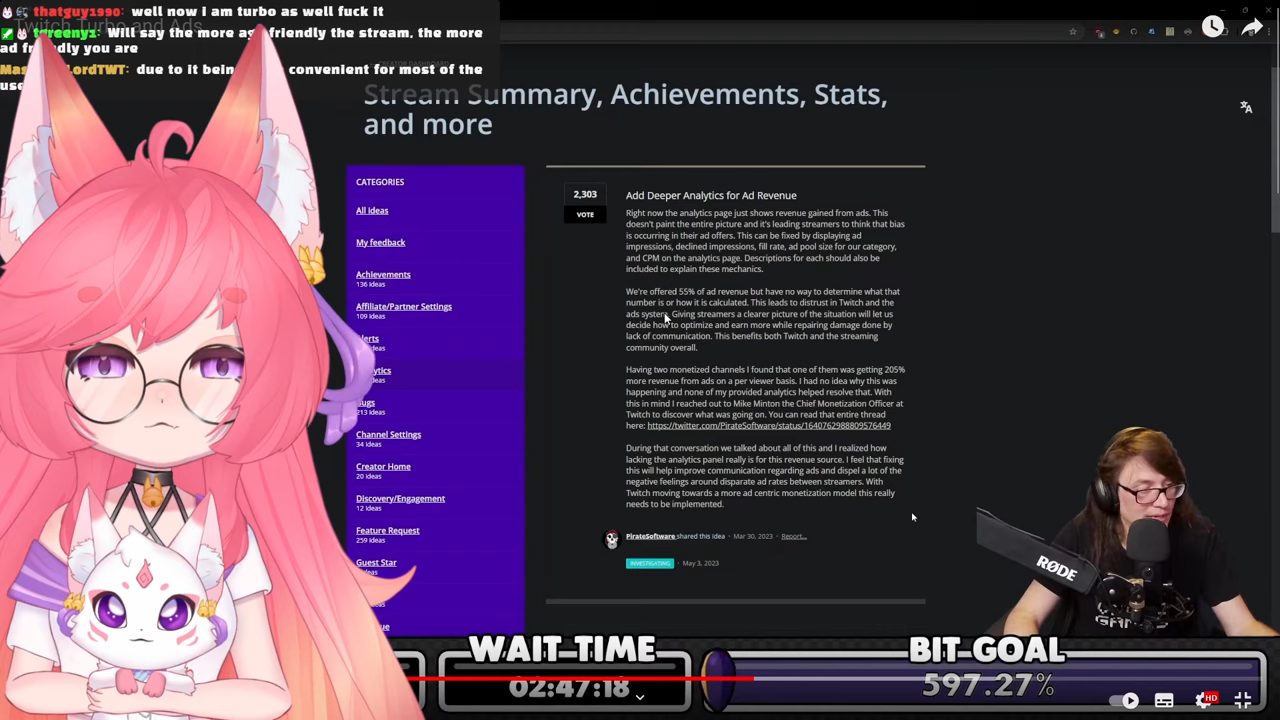 thatguy1990: well now i am turbo as well fuck it
Twitch Turbo and Ads
Will say the more friendly the stream, the more
ad friendly you are
due to it being convenient for most of the
CREATOR DASHBOARD
Stream Summary, Achievements, Stats,
and more
CATEGORIES
All Ideas
My feedback
Achievements
136 ideas
Affiliate/Partner Settings
109 ideas
Channel Settings
34 ideas
Creator Home
20 ideas
Discovery/Engagement
12 ideas
Feature Request
259 ideas
Guest Star
2,303
VOTE
Add Deeper Analytics for Ad Revenue
Right now the analytics page just shows revenue gained from ads. This
doesn't paint the entire picture and it's leading streamers to think that bias
is occurring in their ad offers. This can be fixed by displaying ad
impressions, declined impressions, fill rate, ad pool size for our category,
and CPM on the analytics page. Descriptions for each should also be
included to explain these mechanics.
We're offered 55% of ad revenue but have no way to determine what that
number is or how it is calculated. This leads to distrust in Twitch and the
ads system. Giving streamers a clearer picture of the situation will let us
decide how to optimize and earn more while repairing damage done by
lack of communication. This benefits both Twitch and the streaming
community overall.
Having two monetized channels I found that one of them was getting 205%
more revenue from ads on a per viewer basis. I had no idea why this was
happening and none of my provided analytics helped resolve that. With
this in mind I reached out to Mike Minton the Chief Monetization Officer at
Twitch to discover what was going on. You can read that entire thread
here: https://twitter.com/PirateSoftware/status/1640762988809576449
During that conversation we talked about all of this and I realized how
lacking the analytics panel really is for this revenue source. I feel that fixing
this will help improve communication regarding ads and dispel a lot of the
negative feelings around disparate ad rates between streamers. With
Twitch moving towards a more ad centric monetization model this really
needs to be implemented.
PirateSoftware shared this idea · Mar 30, 2023 · Report...
INVESTIGATING · May 3, 2023
RØDE
WAIT TIME
02:47:18
BIT GOAL
597.27%
HD